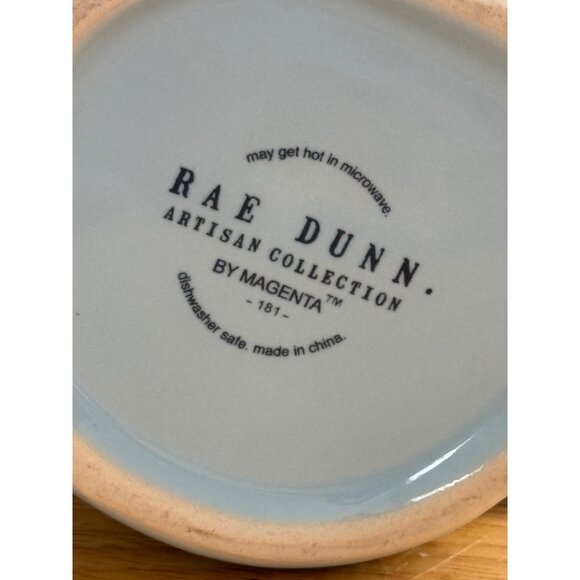 may get hot in microwave.
RAE DUNN.
ARTISAN COLLECTION
BY MAGENTA™
- 181 -
dishwasher safe. made in china.